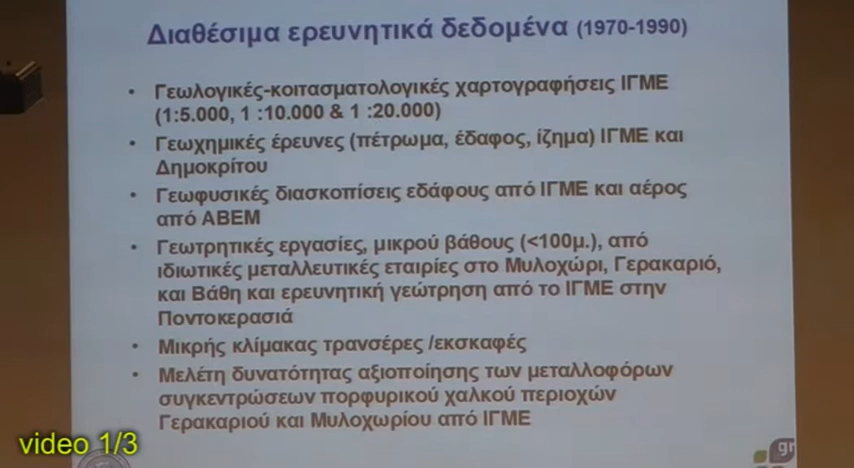 Διαθέσιμα ερευνητικά δεδομένα (1970-1990)
• Γεωλογικές-κοιτασματολογικές χαρτογραφήσεις ΙΓΜΕ
(1:5.000, 1 :10.000 & 1 :20.000)
• Γεωχημικές έρευνες (πέτρωμα, έδαφος, ίζημα) ΙΓΜΕ και
Δημοκρίτου
• Γεωφυσικές διασκοπίσεις εδάφους από ΙΓΜΕ και αέρος
από ΑΒΕΜ
• Γεωτρητικές εργασίες, μικρού βάθους (<100μ.), από
ιδιωτικές μεταλλευτικές εταιρίες στο Μυλοχώρι, Γερακαριό,
και Βάθη και ερευνητική γεώτρηση από το ΙΓΜΕ στην
Ποντοκερασιά
• Μικρής κλίμακας τρανσέρες /εκσκαφές
• Μελέτη δυνατότητας αξιοποίησης των μεταλλοφόρων
συγκεντρώσεων πορφυρικού χαλκού περιοχών
Γερακαριού και Μυλοχωρίου από ΙΓΜΕ
video 1/3
gr